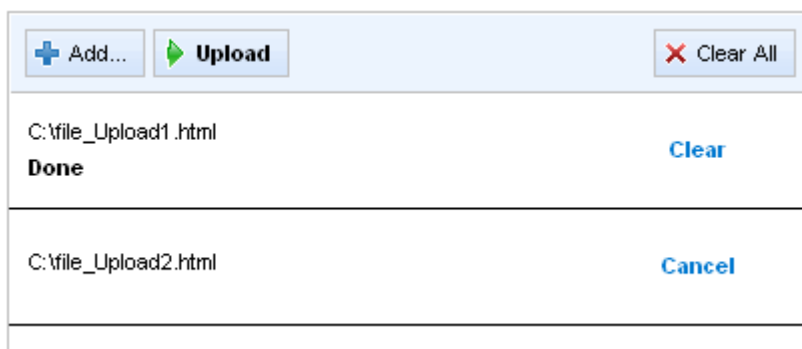 Add... Upload Clear All
C:\file_Upload1.html
Done
Clear
C:\file_Upload2.html
Cancel